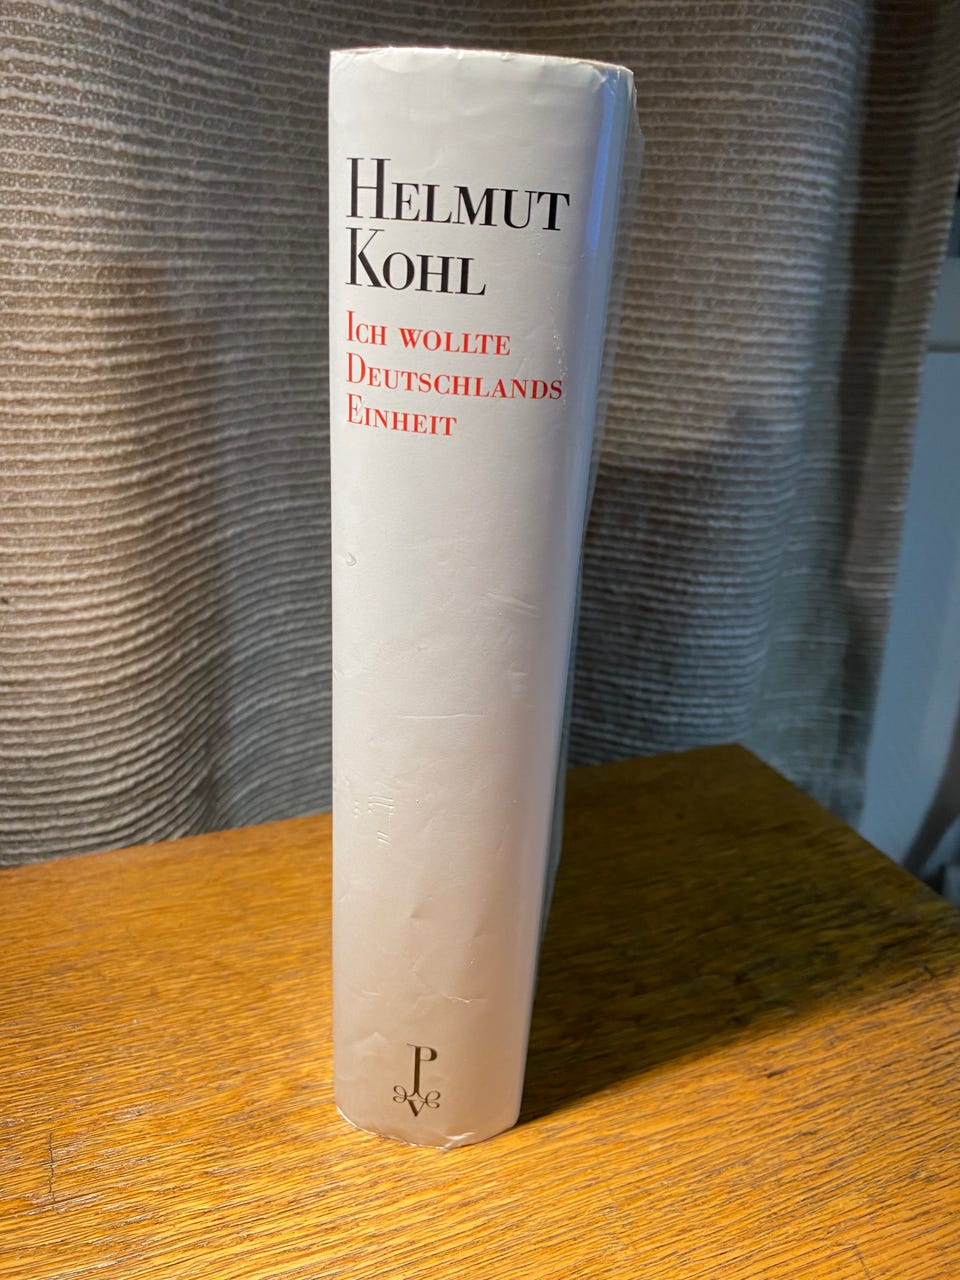 HELMUT
KOHL
ICH WOLLTE
DEUTSCHLANDS
EINHEIT
P
V